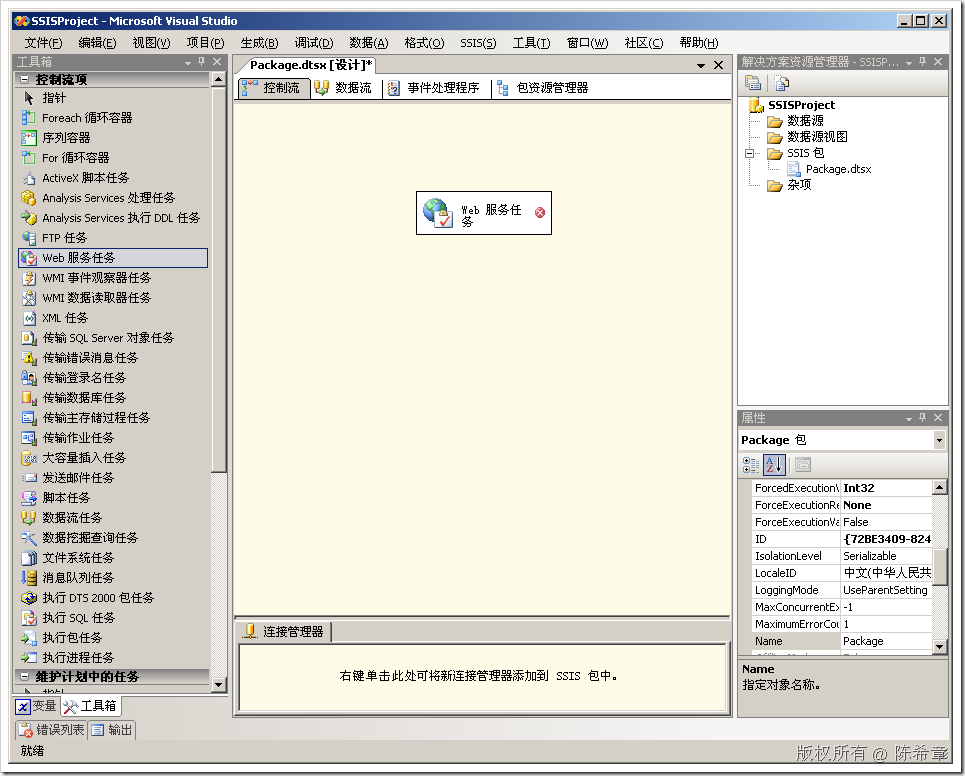 SSISProject - Microsoft Visual Studio
文件(F) 编辑(E) 视图(V) 项目(P) 生成(B) 调试(D) 数据(A) 格式(O) SSIS(S) 工具(T) 窗口(W) 社区(C) 帮助(H)
工具箱
控制流项
指针
Foreach 循环容器
序列容器
For 循环容器
ActiveX 脚本任务
Analysis Services 处理任务
Analysis Services 执行 DDL 任务
FTP 任务
Web 服务任务
WMI 事件观察器任务
WMI 数据读取器任务
XML 任务
传输 SQL Server 对象任务
传输错误消息任务
传输登录名任务
传输数据库任务
传输主存储过程任务
传输作业任务
大容量插入任务
发送邮件任务
脚本任务
数据流任务
数据挖掘查询任务
文件系统任务
消息队列任务
执行 DTS 2000 包任务
执行 SQL 任务
执行包任务
执行进程任务
维护计划中的任务
变量 工具箱
错误列表 输出
就绪
Package.dtsx [设计]*
控制流 数据流 事件处理程序 包资源管理器
Web 服务任
务
连接管理器
右键单击此处可将新连接管理器添加到 SSIS 包中。
解决方案资源管理器 - SSISP...
SSISProject
数据源
数据源视图
SSIS 包
Package.dtsx
杂项
属性
Package 包
ForcedExecutionV Int32
ForceExecutionRe None
ForceExecutionVa False
ID {72BE3409-824
IsolationLevel Serializable
LocaleID 中文(中华人民共
LoggingMode UseParentSetting
MaxConcurrentEx -1
MaximumErrorCou 1
Name Package
Name
指定对象名称。
版权所有 @ 陈希章